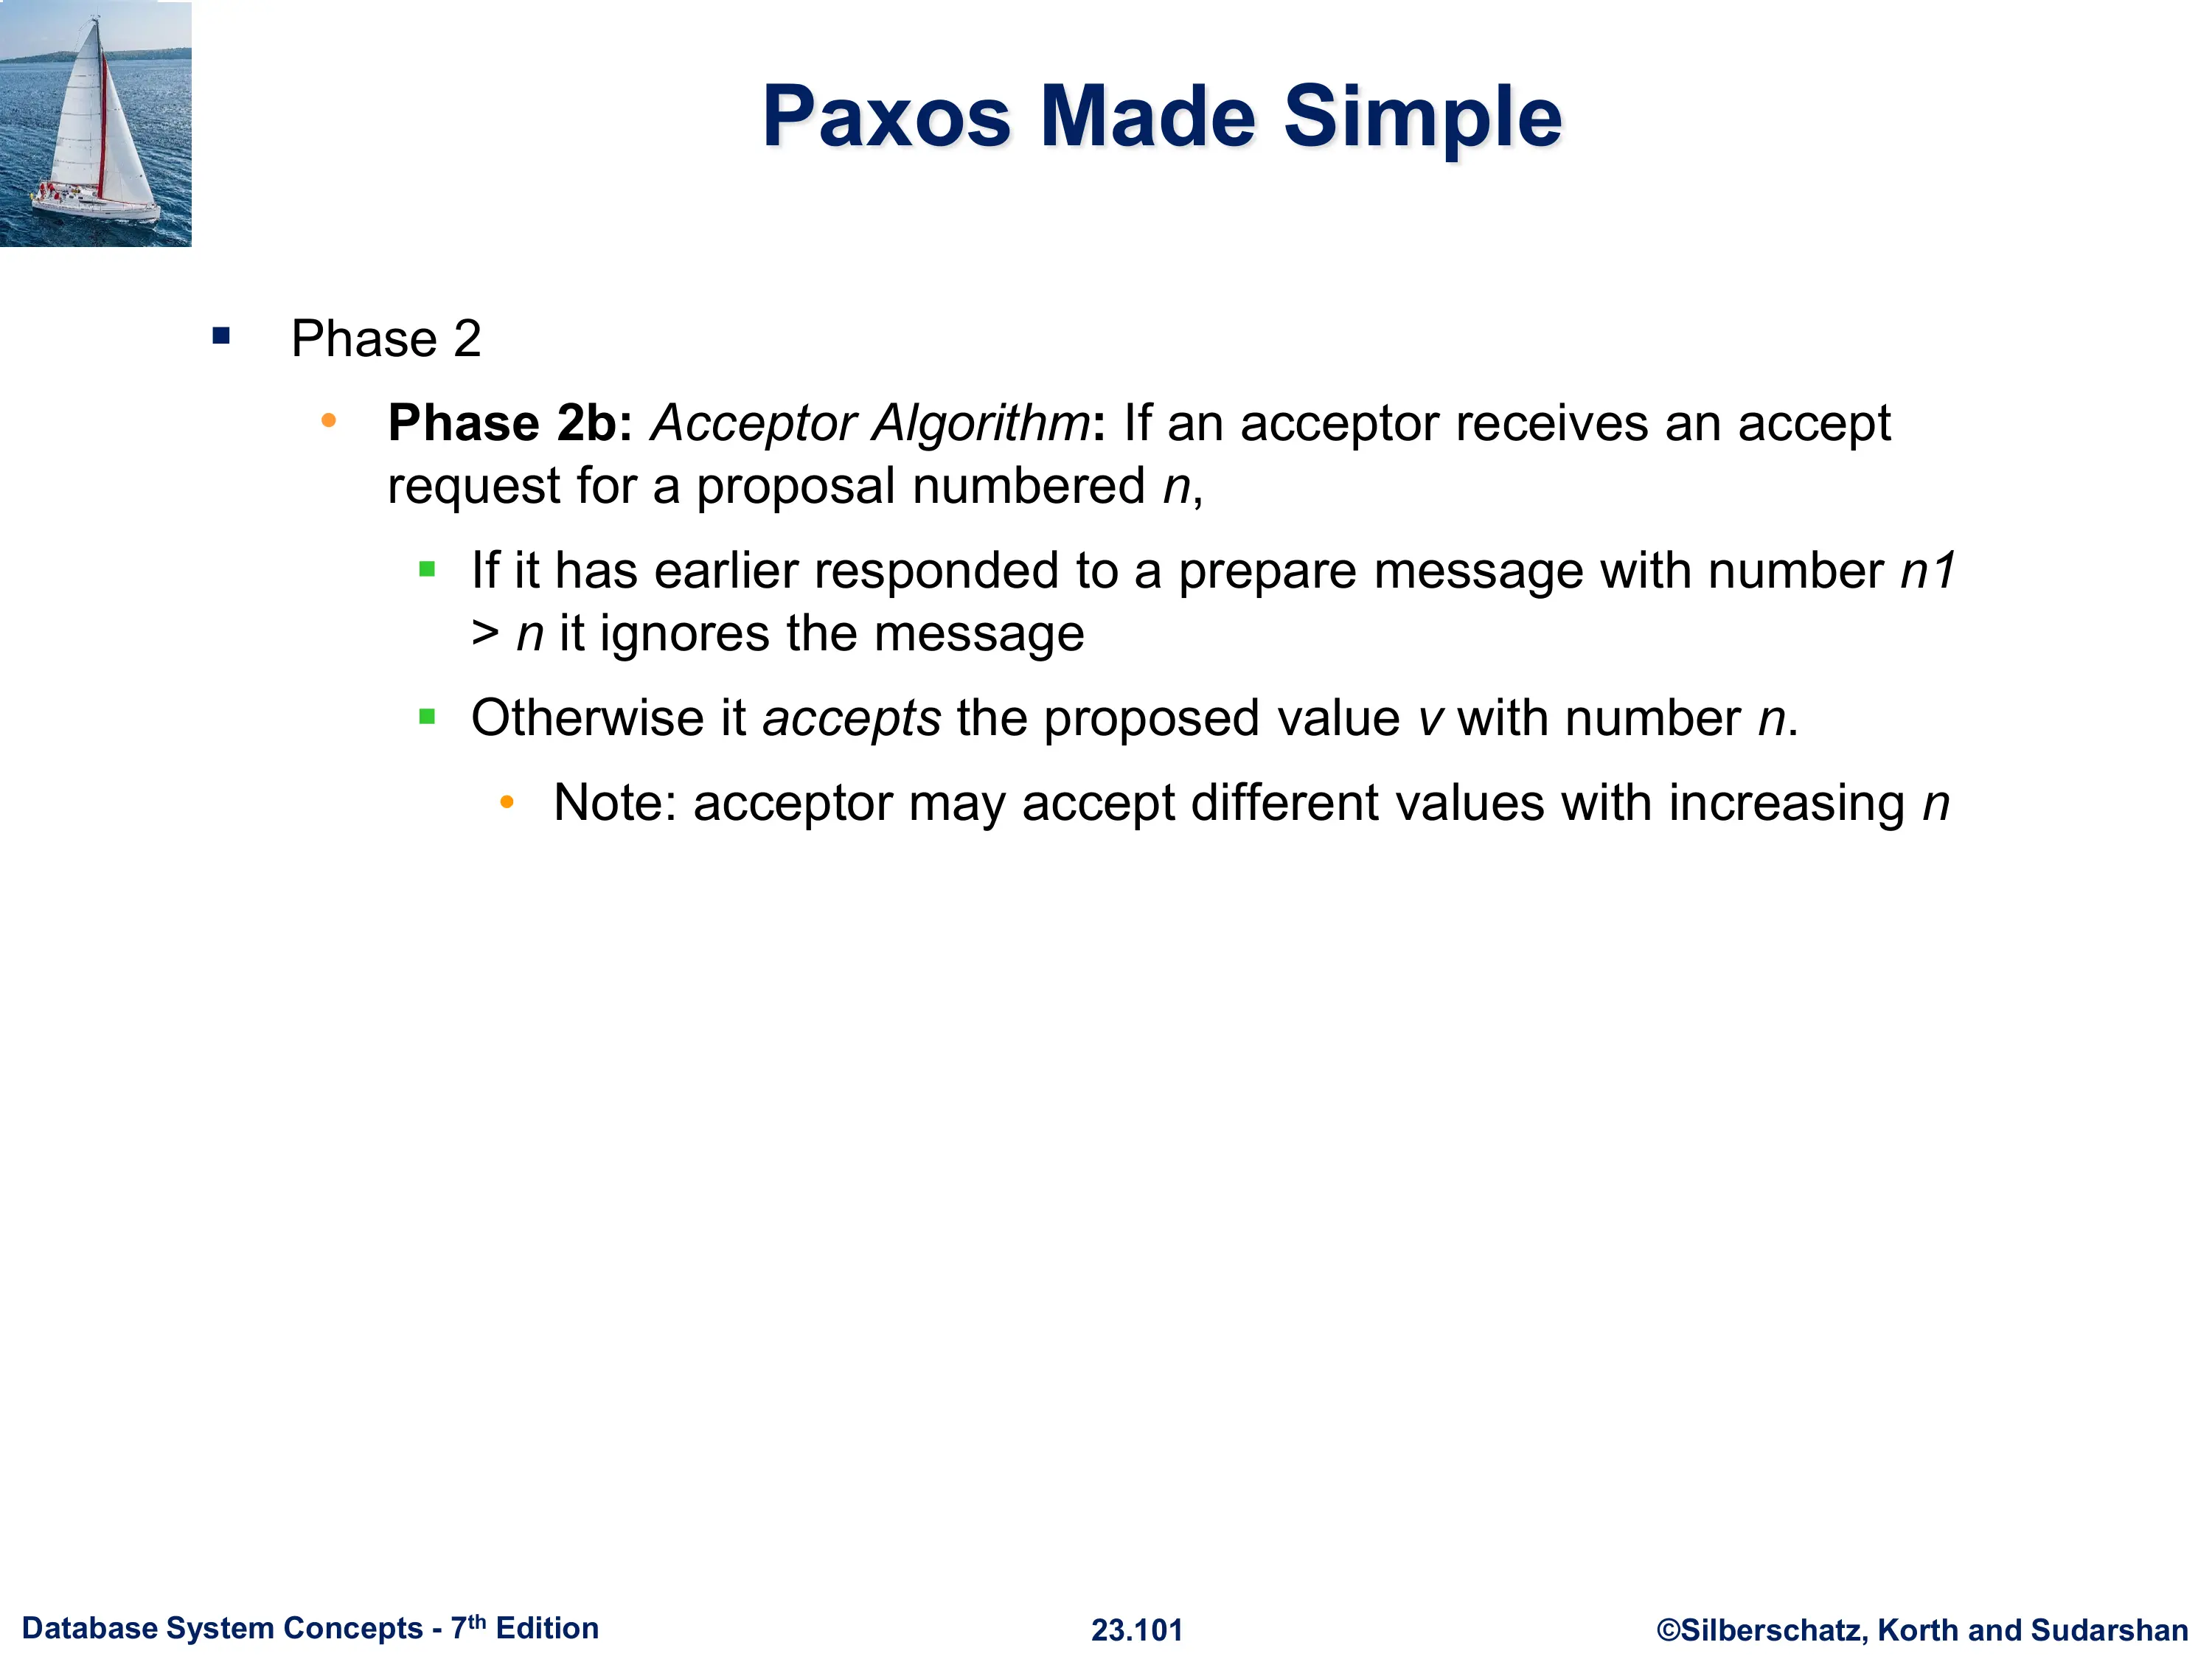 Paxos Made Simple
▪ Phase 2
• Phase 2b: Acceptor Algorithm: If an acceptor receives an accept
request for a proposal numbered n,
▪ If it has earlier responded to a prepare message with number n1
> n it ignores the message
▪ Otherwise it accepts the proposed value v with number n.
• Note: acceptor may accept different values with increasing n
Database System Concepts - 7th Edition
23.101
©Silberschatz, Korth and Sudarshan